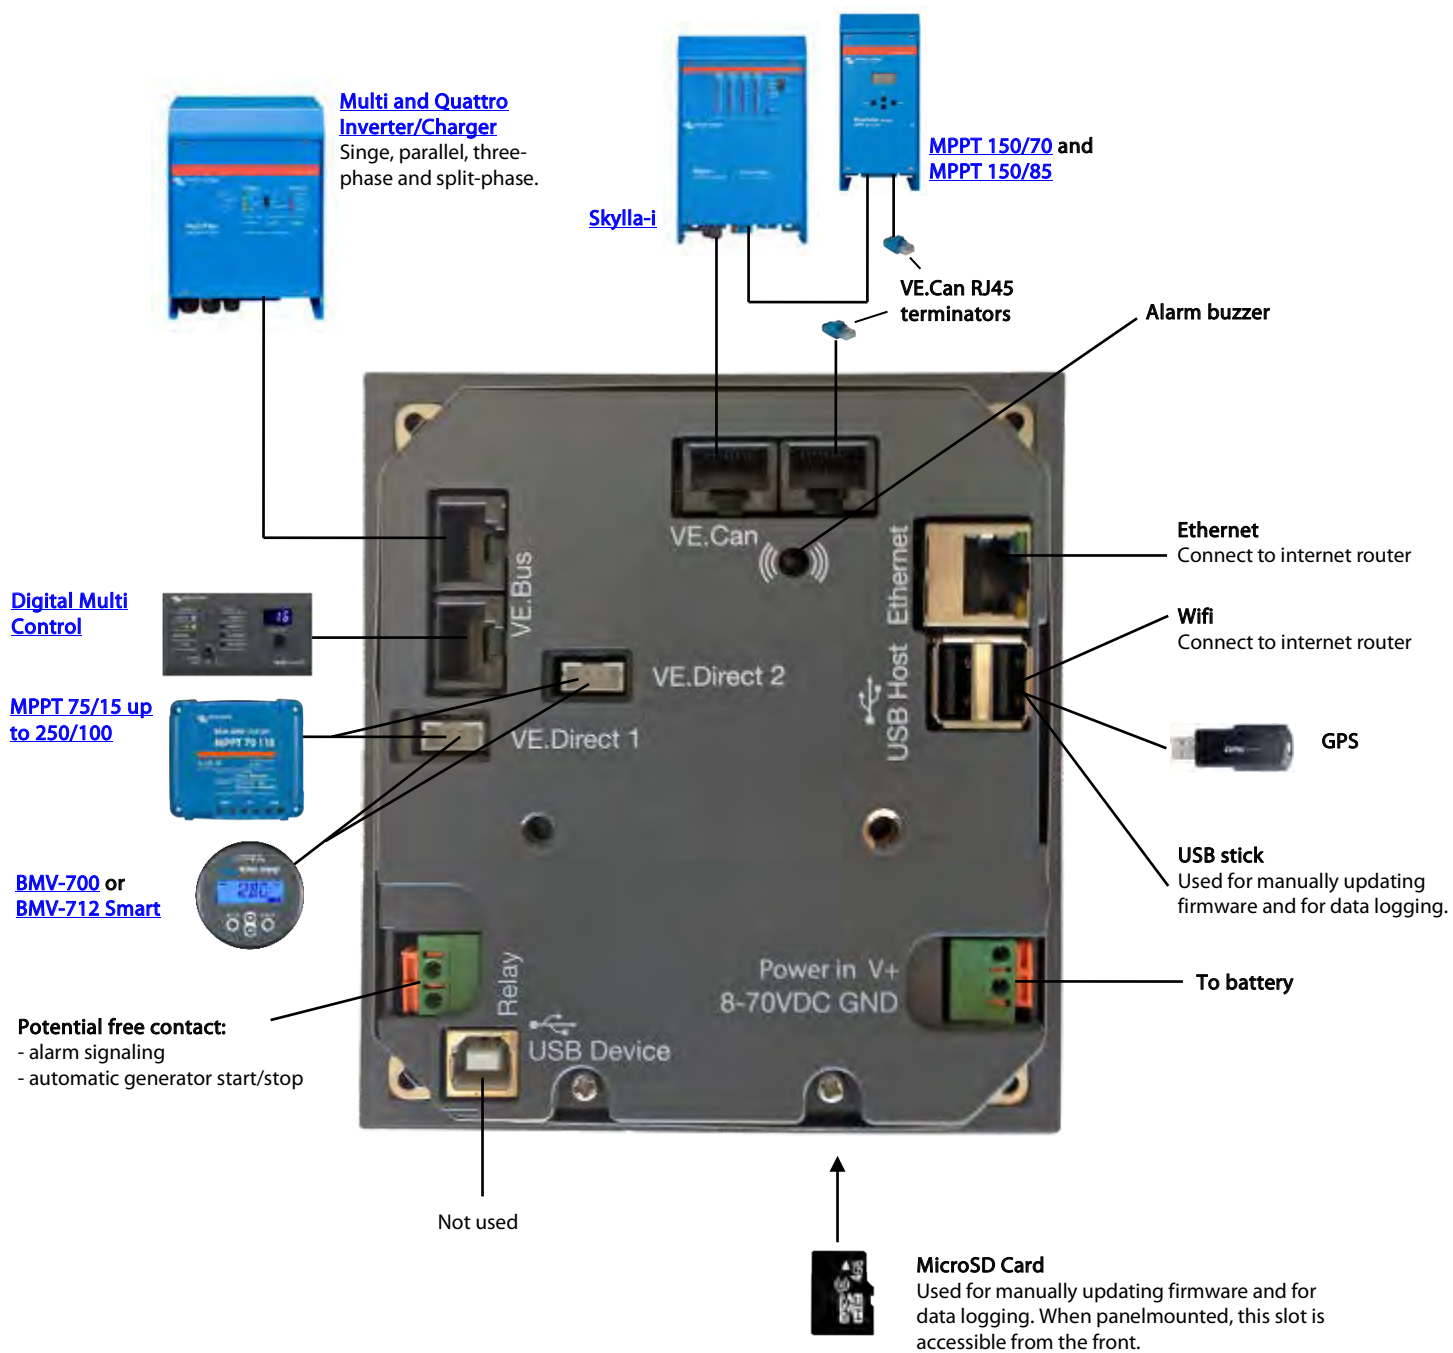 Multi and Quattro
Inverter/Charger
Singe, parallel, three-
phase and split-phase.
Skylla-i
MPPT 150/70 and
MPPT 150/85
VE.Can RJ45
terminators
Alarm buzzer
VE.Can
Ethernet
Ethernet
Connect to internet router
Wifi
Connect to internet router
VE.Bus
Digital Multi
Control
16
VE.Direct 2
USB Host
MPPT 75/15 up
to 250/100
MPPT 70 | 15
VE.Direct 1
GPS
BMV-700 or
BMV-712 Smart
USB stick
Used for manually updating
firmware and for data logging.
Relay
Power in V+
8-70VDC GND
To battery
Potential free contact:
- alarm signaling
- automatic generator start/stop
USB Device
Not used
MicroSD Card
Used for manually updating firmware and for
data logging. When panelmounted, this slot is
accessible from the front.